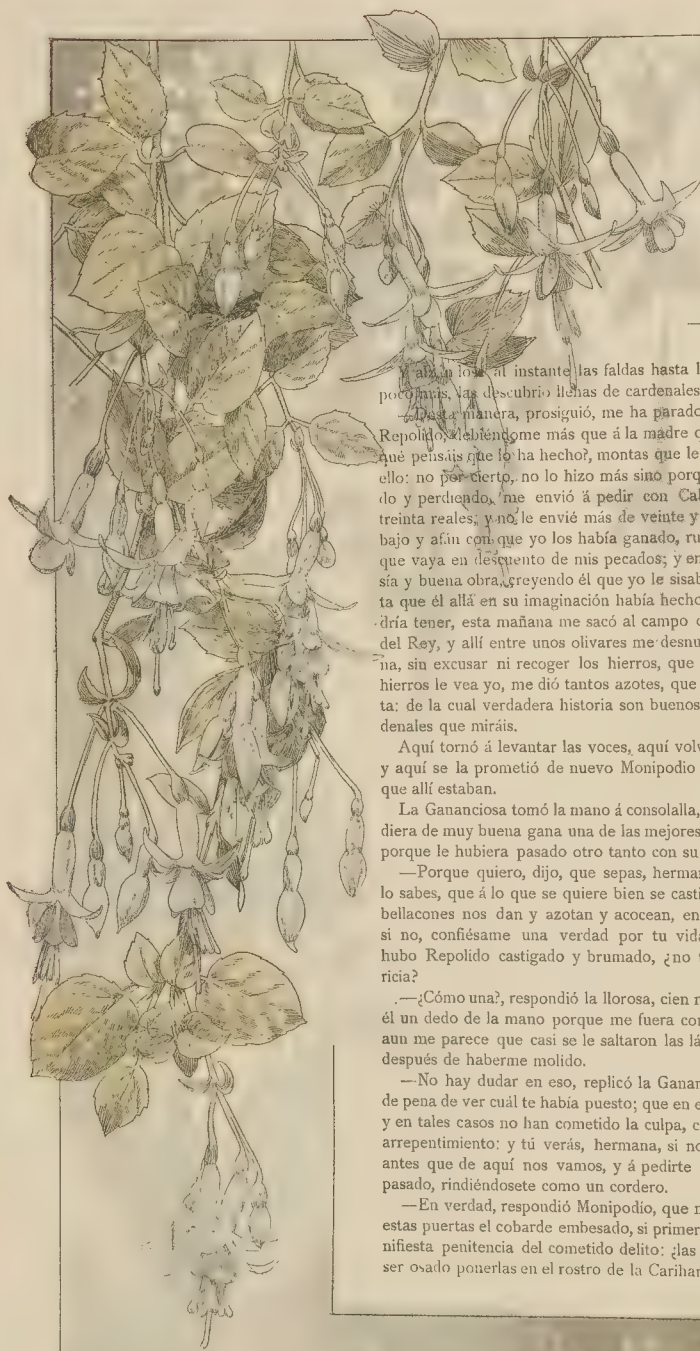 al instante las faldas hasta l
poco más, las descubrió llenas de cardenales
—Desta manera, prosiguió, me ha parado
Repolido, debiéndome más que á la madre
qué pensáis que lo ha hecho?, montas que le
ello: no por cierto, no lo hizo más sino porq
do y perdiendo, me envió á pedir con Cal
treinta reales, y no le envié más de veinte y
bajo y afán con que yo los había ganado, ru
que vaya en descuento de mis pecados; y en
sía y buena obra, creyendo él que yo le sisab
ta que él allá en su imaginación había hecho
dría tener, esta mañana me sacó al campo
del Rey, y allí entre unos olivares me desnu
na, sin excusar ni recoger los hierros, que
hierros le vea yo, me dió tantos azotes, que
ta: de la cual verdadera historia son buenos
denales que miráis.
Aquí tornó á levantar las voces, aquí volv
y aquí se la prometió de nuevo Monipodio
que allí estaban.
La Gananciosa tomó la mano á consolalla,
diera de muy buena gana una de las mejores
porque le hubiera pasado otro tanto con su
—Porque quiero, dijo, que sepas, herma
lo sabes, que á lo que se quiere bien se casti
bellacones nos dan y azotan y acocean, en
si no, confiésame una verdad por tu vida
hubo Repolido castigado y brumado, ¿no
ricia?
—¿Cómo una?, respondió la llorosa, cien
él un dedo de la mano porque me fuera co
aun me parece que casi se le saltaron las lá
después de haberme molido.
—No hay dudar en eso, replicó la Ganan
de pena de ver cuál te había puesto; que en
y en tales casos no han cometido la culpa, c
arrepentimiento: y tú verás, hermana, si no
antes que de aquí nos vamos, y á pedirte
pasado, rindiéndosete como un cordero.
—En verdad, respondió Monipodio, que
estas puertas el cobarde embesado, si primer
nifiesta penitencia del cometido delito: ¿las
ser osado ponerlas en el rostro de la Carihar